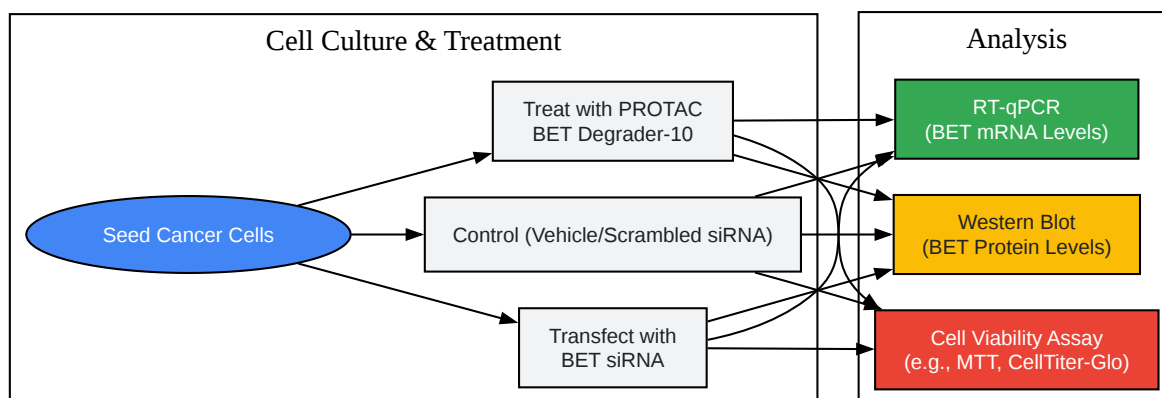 Cell Culture & Treatment
Analysis
Treat with PROTAC
BET Degrader-10
RT-qPCR
(BET mRNA Levels)
Seed Cancer Cells
Control (Vehicle/Scrambled siRNA)
Western Blot
(BET Protein Levels)
Transfect with
BET siRNA
Cell Viability Assay
(e.g., MTT, CellTiter-Glo)